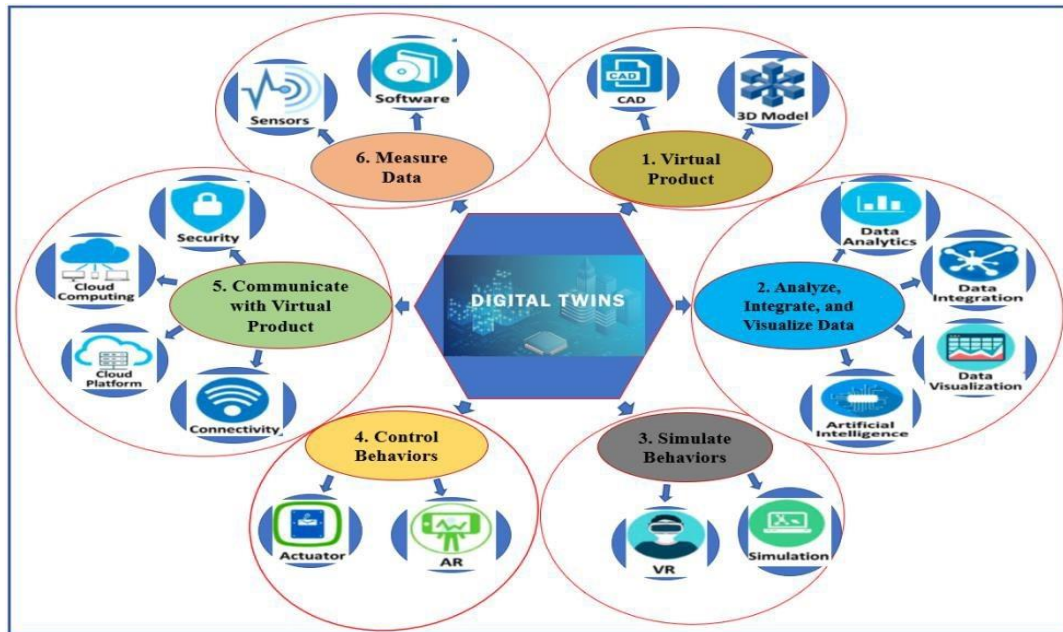 DIGITAL TWINS
1. Virtual
Product
CAD
CAD
3D Model
2. Analyze,
Integrate, and
Visualize Data
Data
Analytics
Data
Integration
Data
Visualization
Artificial
Intelligence
3. Simulate
Behaviors
VR
Simulation
4. Control
Behaviors
Actuator
AR
5. Communicate
with Virtual
Product
Security
Cloud
Computing
Cloud
Platform
Connectivity
6. Measure
Data
Sensors
Software